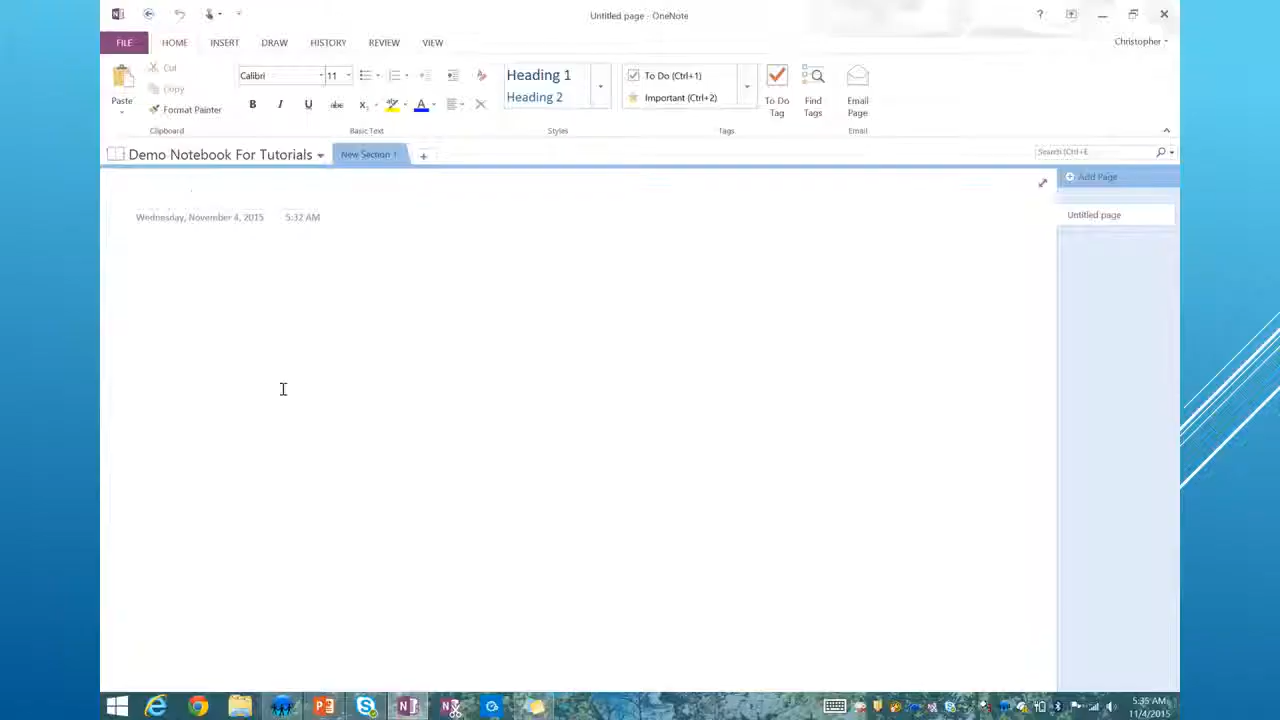 Untitled page - OneNote
?
FILE HOME INSERT DRAW HISTORY REVIEW VIEW
Christopher
Paste
Cut
Copy
Format Painter
Clipboard
Calibri 11
B I U abc X A
Basic Text
Heading 1
Heading 2
Styles
To Do (Ctrl+1)
Important (Ctrl+2)
Tags
To Do
Tag
Find
Tags
Email
Page
Email
Demo Notebook For Tutorials
New Section 1
+
Search (Ctrl+E
Add Page
Untitled page
Wednesday, November 4, 2015 5:32 AM
5:35 AM
11/4/2015